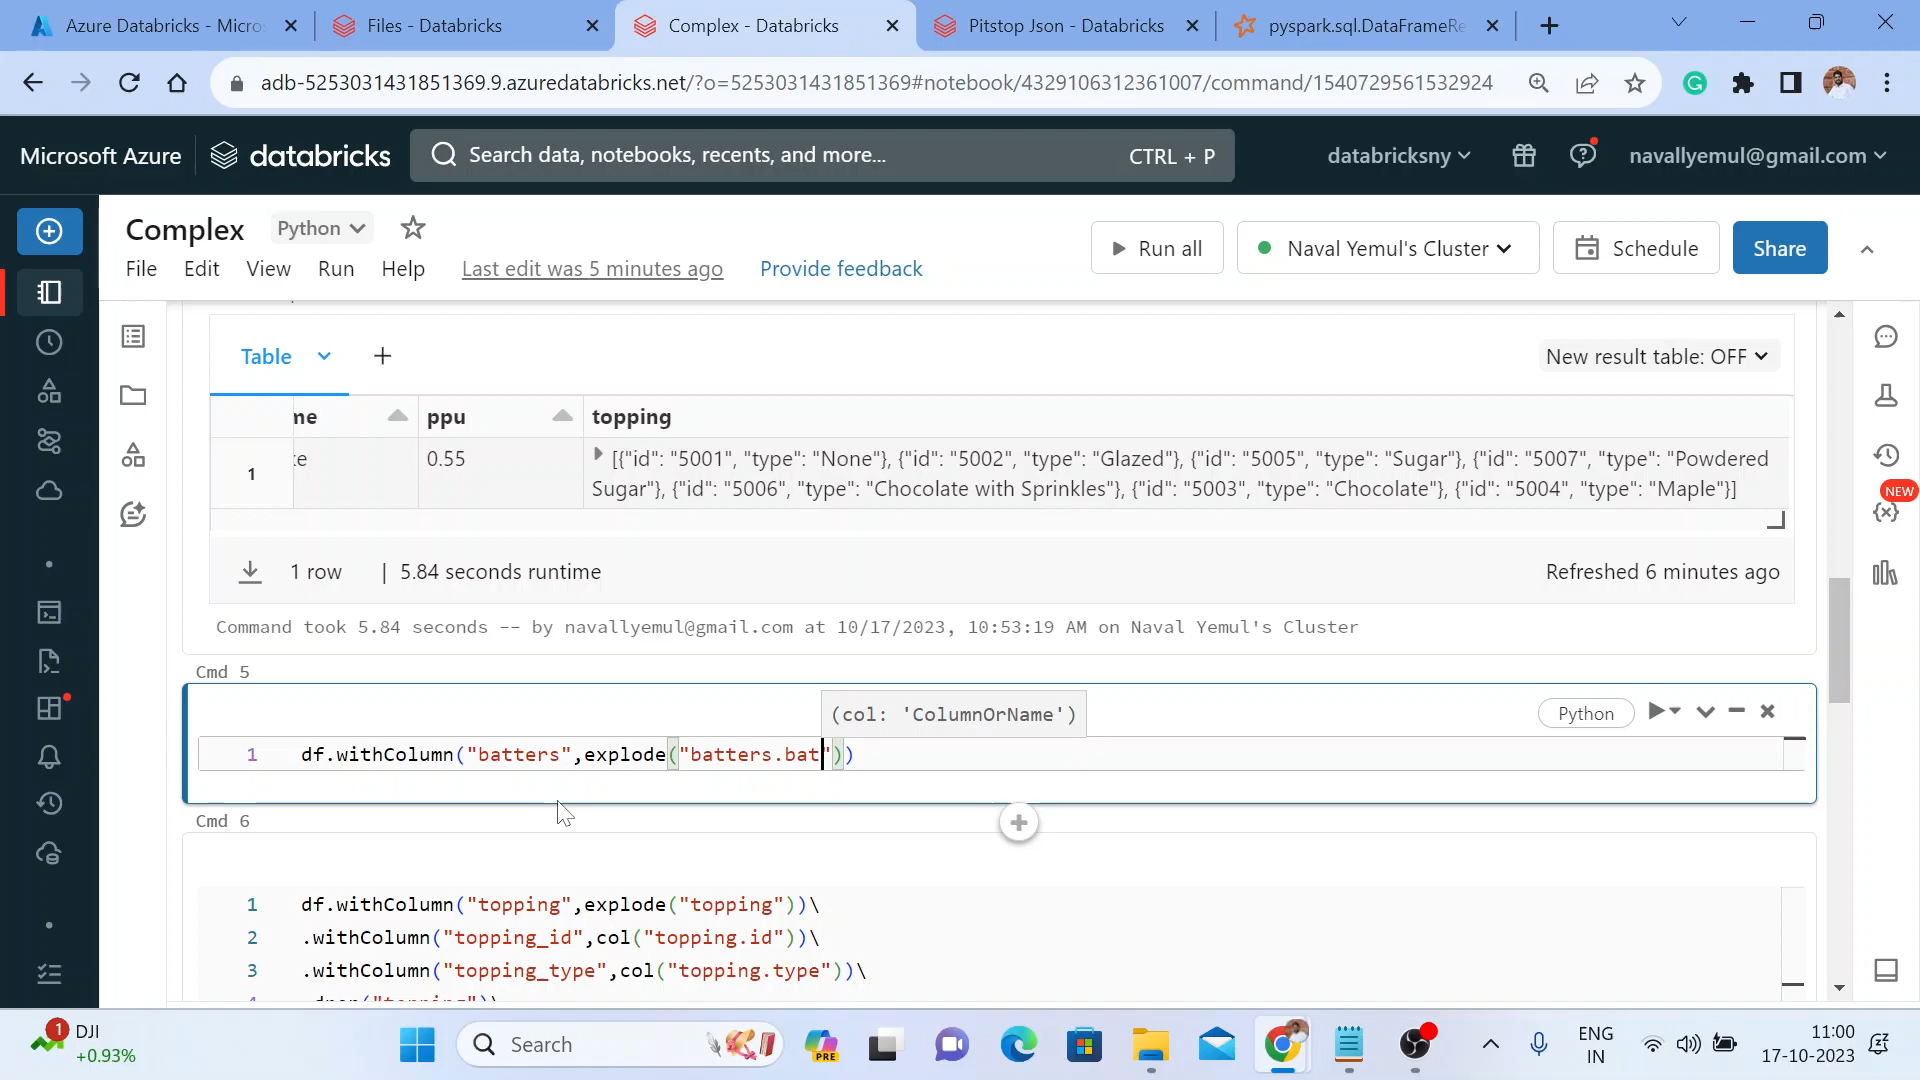 Azure Databricks - Micro
Files - Databricks
Complex - Databricks
Pitstop Json - Databricks
pyspark.sql.DataFrameRe
adb-5253031431851369.9.azuredatabricks.net/?o=5253031431851369#notebook/4329106312361007/command/1540729561532924
Microsoft Azure
databricks
Search data, notebooks, recents, and more...
CTRL + P
databricksny
navallyemul@gmail.com
Complex
Python
File
Edit
View
Run
Help
Last edit was 5 minutes ago
Provide feedback
Run all
Naval Yemul's Cluster
Schedule
Share
Table
New result table: OFF
me
ppu
topping
1
te
0.55
[{"id": "5001", "type": "None"}, {"id": "5002", "type": "Glazed"}, {"id": "5005", "type": "Sugar"}, {"id": "5007", "type": "Powdered
Sugar"}, {"id": "5006", "type": "Chocolate with Sprinkles"}, {"id": "5003", "type": "Chocolate"}, {"id": "5004", "type": "Maple"}]
NEW
1 row | 5.84 seconds runtime
Refreshed 6 minutes ago
Command took 5.84 seconds -- by navallyemul@gmail.com at 10/17/2023, 10:53:19 AM on Naval Yemul's Cluster
Cmd 5
(col: 'ColumnOrName')
Python
1 df.withColumn("batters",explode("batters.bat"))
Cmd 6
1 df.withColumn("topping",explode("topping"))\
2 .withColumn("topping_id",col("topping.id"))\
3 .withColumn("topping_type",col("topping.type"))\
1
DJI
+0.93%
Search
PRE
ENG
IN
11:00
17-10-2023